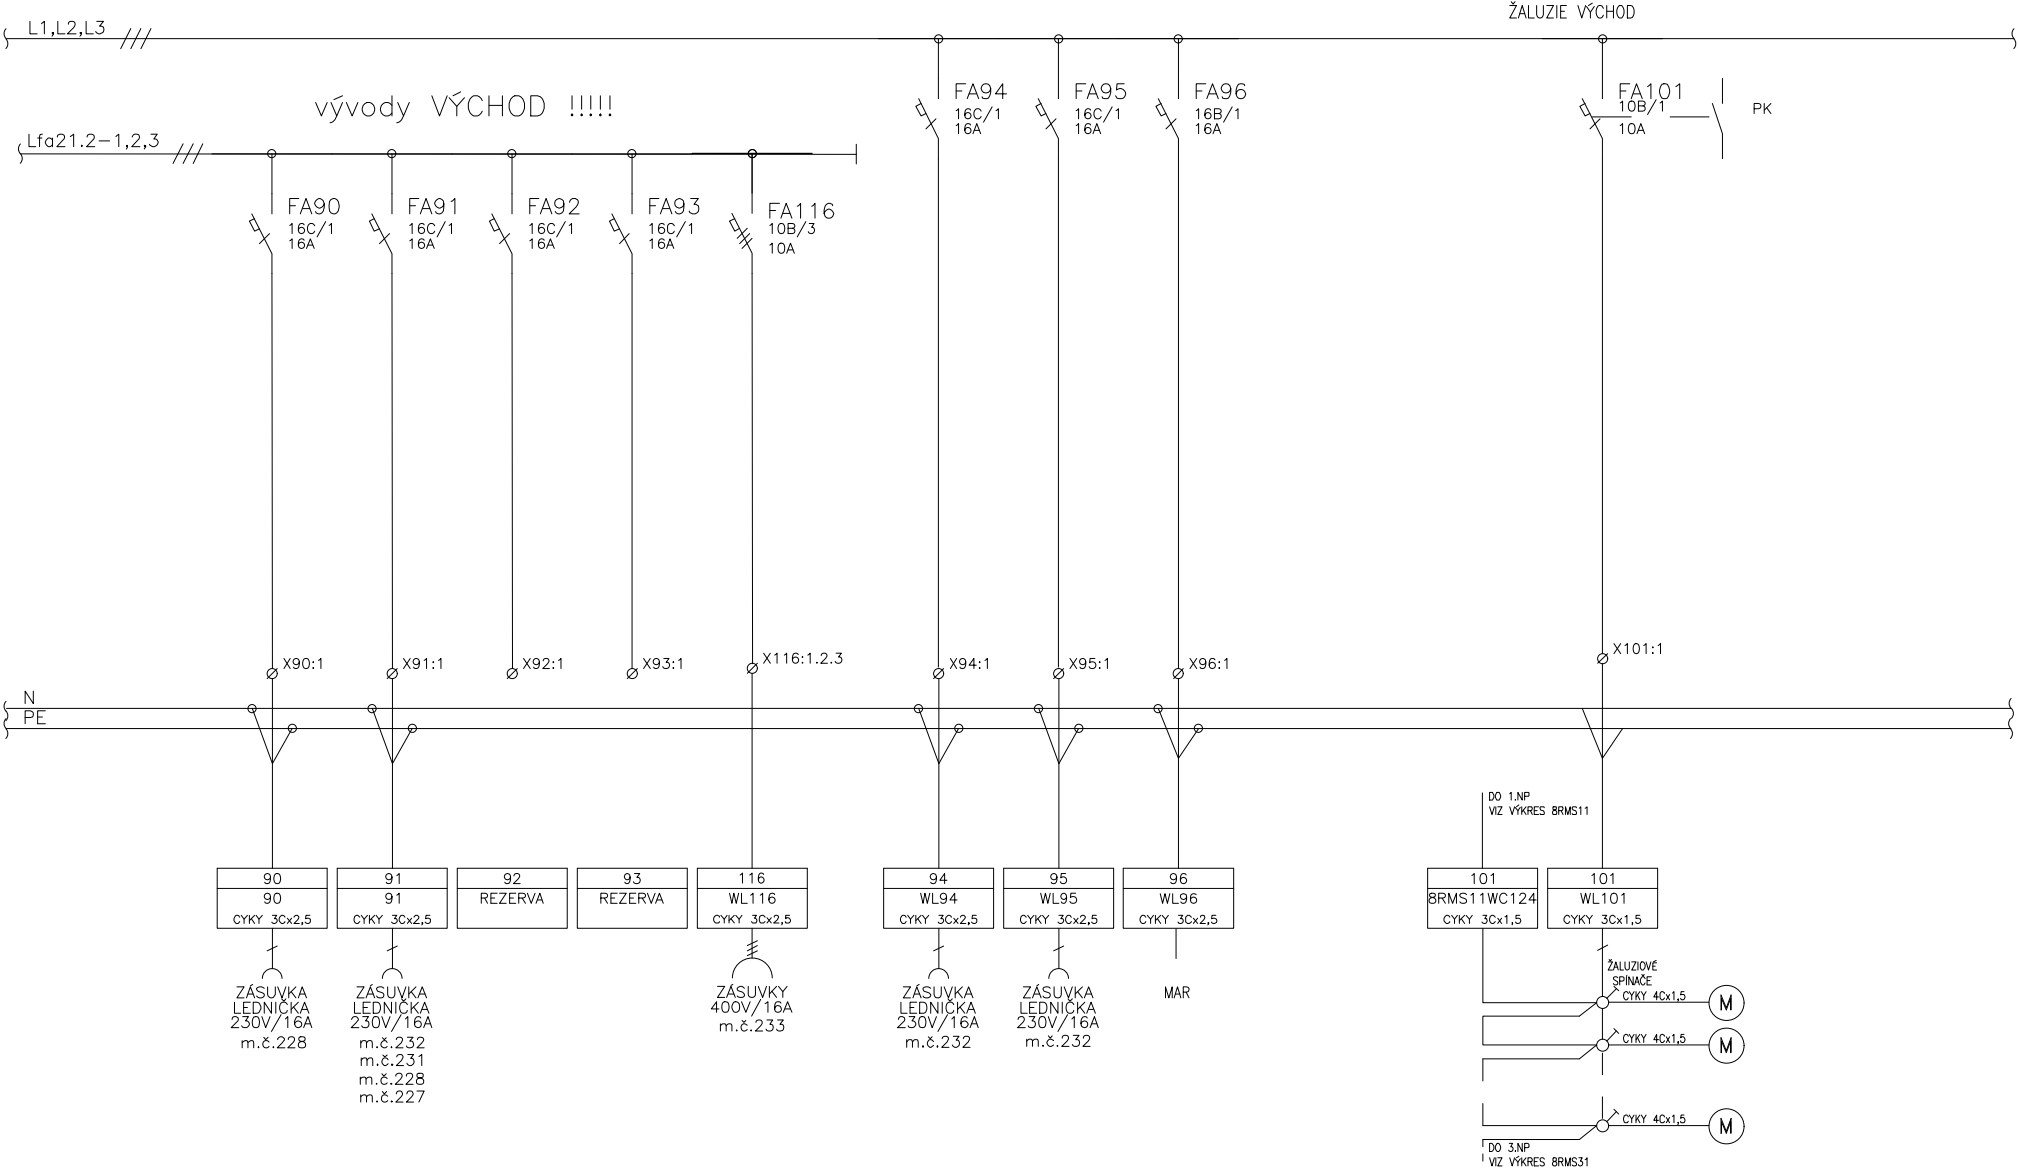 ŽALUZIE VÝCHOD
L1,L2,L3
vývody VÝCHOD !!!!!
Lfa21.2-1,2,3
FA90
16C/1
16A
FA91
16C/1
16A
FA92
16C/1
16A
FA93
16C/1
16A
FA116
10B/3
10A
FA94
16C/1
16A
FA95
16C/1
16A
FA96
16B/1
16A
FA101
10B/1
10A
PK
X90:1
X91:1
X92:1
X93:1
X116:1.2.3
X94:1
X95:1
X96:1
X101:1
N
PE
DO 1.NP
VIZ VÝKRES 8RMS11
90
90
CYKY 3Cx2,5
91
91
CYKY 3Cx2,5
92
REZERVA
93
REZERVA
116
WL116
CYKY 3Cx2,5
94
WL94
CYKY 3Cx2,5
95
WL95
CYKY 3Cx2,5
96
WL96
CYKY 3Cx2,5
101
8RMS11WC124
CYKY 3Cx1,5
101
WL101
CYKY 3Cx1,5
ZÁSUVKA
LEDNIČKA
230V/16A
m.č.228
ZÁSUVKA
LEDNIČKA
230V/16A
m.č.232
m.č.231
m.č.228
m.č.227
ZÁSUVKY
400V/16A
m.č.233
ZÁSUVKA
LEDNIČKA
230V/16A
m.č.232
ZÁSUVKA
LEDNIČKA
230V/16A
m.č.232
MAR
ŽALUZIOVÉ
SPÍNAČE
CYKY 4Cx1,5
M
CYKY 4Cx1,5
M
CYKY 4Cx1,5
M
DO 3.NP
VIZ VÝKRES 8RMS31